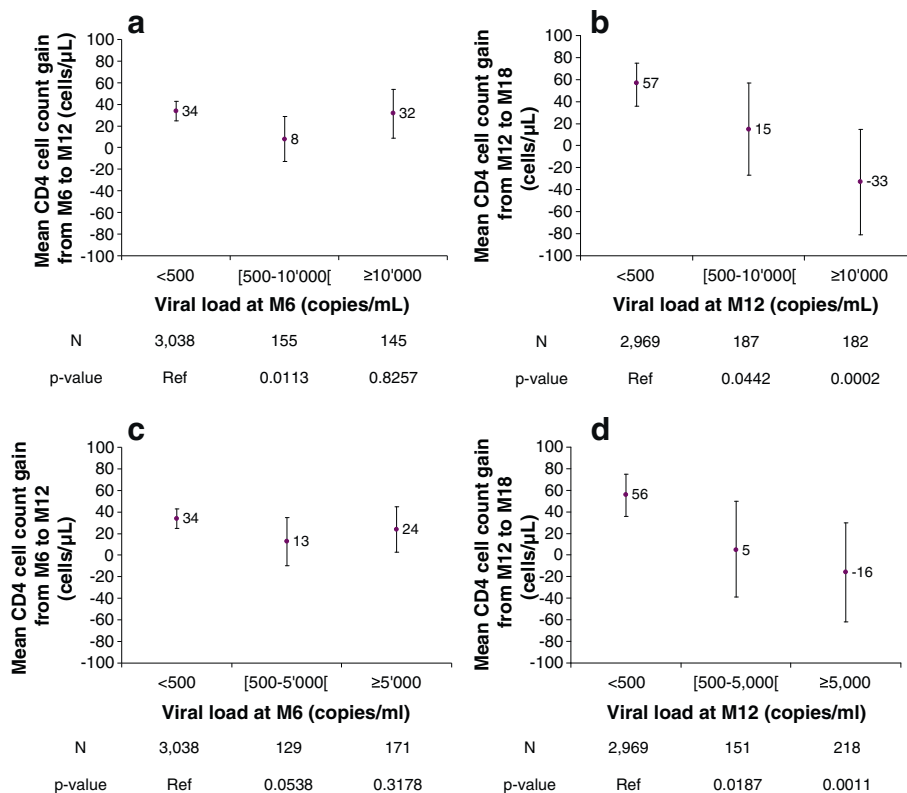 a
Mean CD4 cell count gain
from M6 to M12 (cells/µL)
100
80
60
40
20
0
-20
-40
-60
-80
-100
34
8
32
<500
[500-10'000[
≥10'000
Viral load at M6 (copies/mL)
N 3,038 155 145
p-value Ref 0.0113 0.8257
b
Mean CD4 cell count gain
from M12 to M18
(cells/µL)
100
80
60
40
20
0
-20
-40
-60
-80
-100
57
15
-33
<500
[500-10'000[
≥10'000
Viral load at M12 (copies/mL)
N 2,969 187 182
p-value Ref 0.0442 0.0002
c
Mean CD4 cell count gain
from M6 to M12
(cells/µL)
100
80
60
40
20
0
-20
-40
-60
-80
-100
34
13
24
<500
[500-5'000[
≥5'000
Viral load at M6 (copies/ml)
N 3,038 129 171
p-value Ref 0.0538 0.3178
d
Mean CD4 cell count gain
from M12 to M18
(cells/µL)
100
80
60
40
20
0
-20
-40
-60
-80
-100
56
5
-16
<500
[500-5,000[
≥5,000
Viral load at M12 (copies/ml)
N 2,969 151 218
p-value Ref 0.0187 0.0011